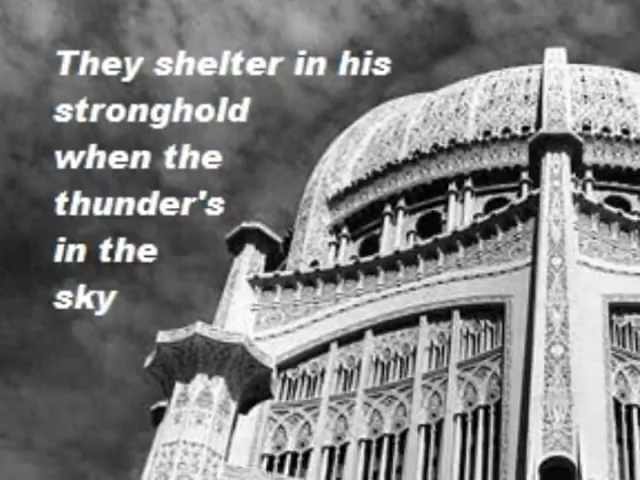 They shelter in his
stronghold
when the
thunder's
in the
sky